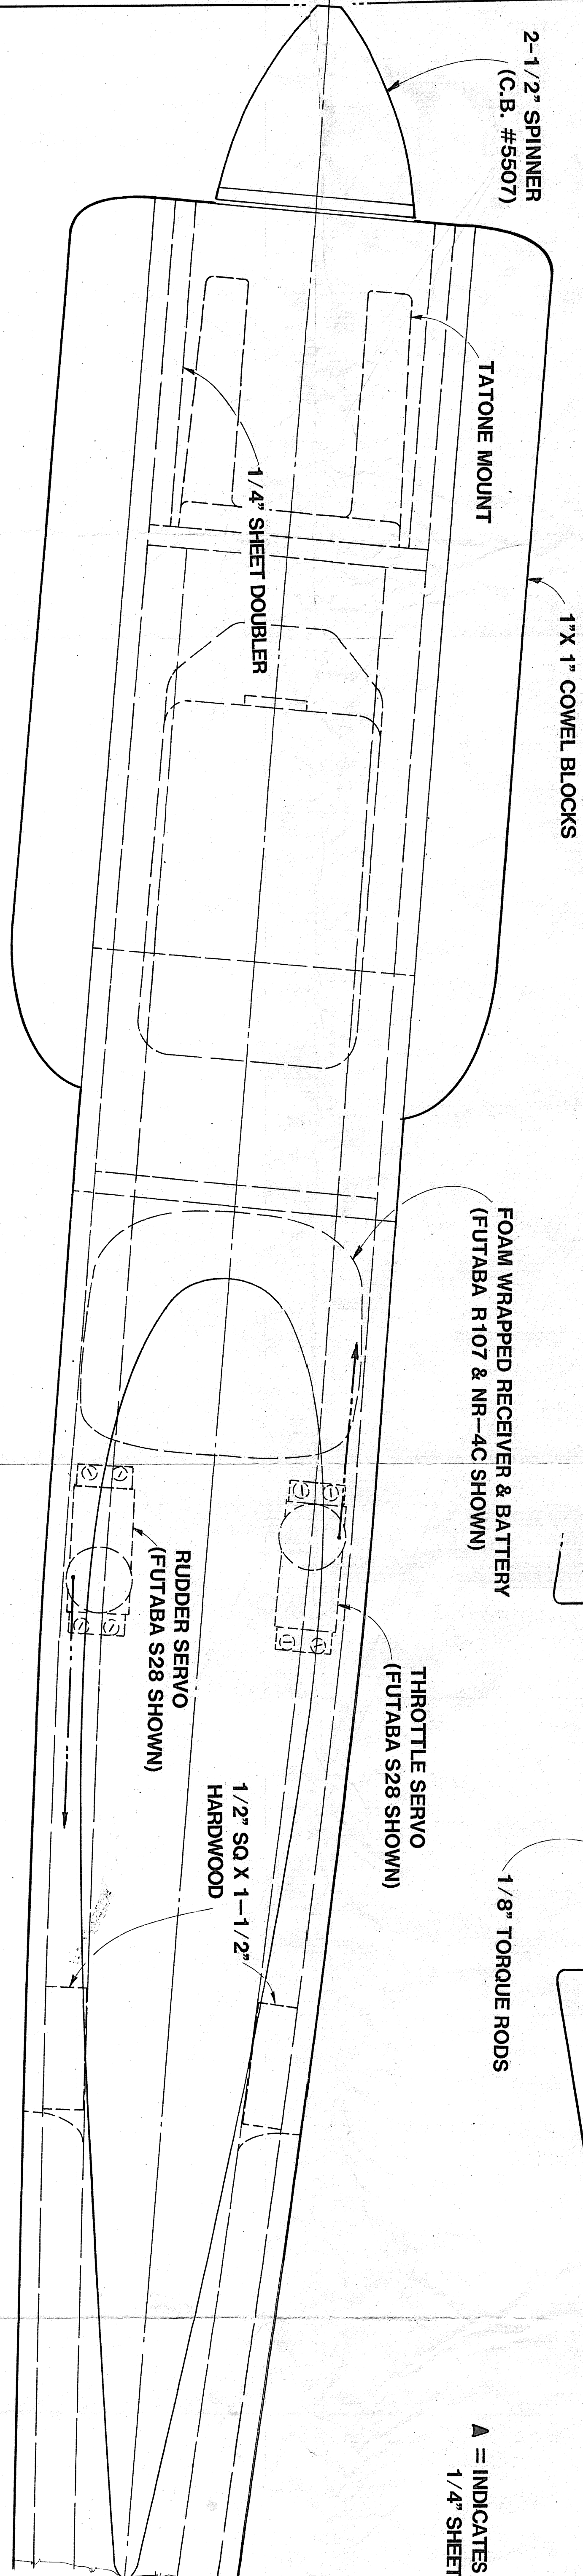 2-1/2" SPINNER
(C.B. #5507)
TATONE MOUNT
1/4" SHEET DOUBLER
1"X 1" COWEL BLOCKS
FOAM WRAPPED RECEIVER & BATTERY
(FUTABA R107 & NR—4C SHOWN)
RUDDER SERVO
(FUTABA S28 SHOWN)
THROTTLE SERVO
(FUTABA S28 SHOWN)
1/2" SQ X 1—1/2"
HARDWOOD
1/8" TORQUE RODS
= INDICATES
1/4" SHEET